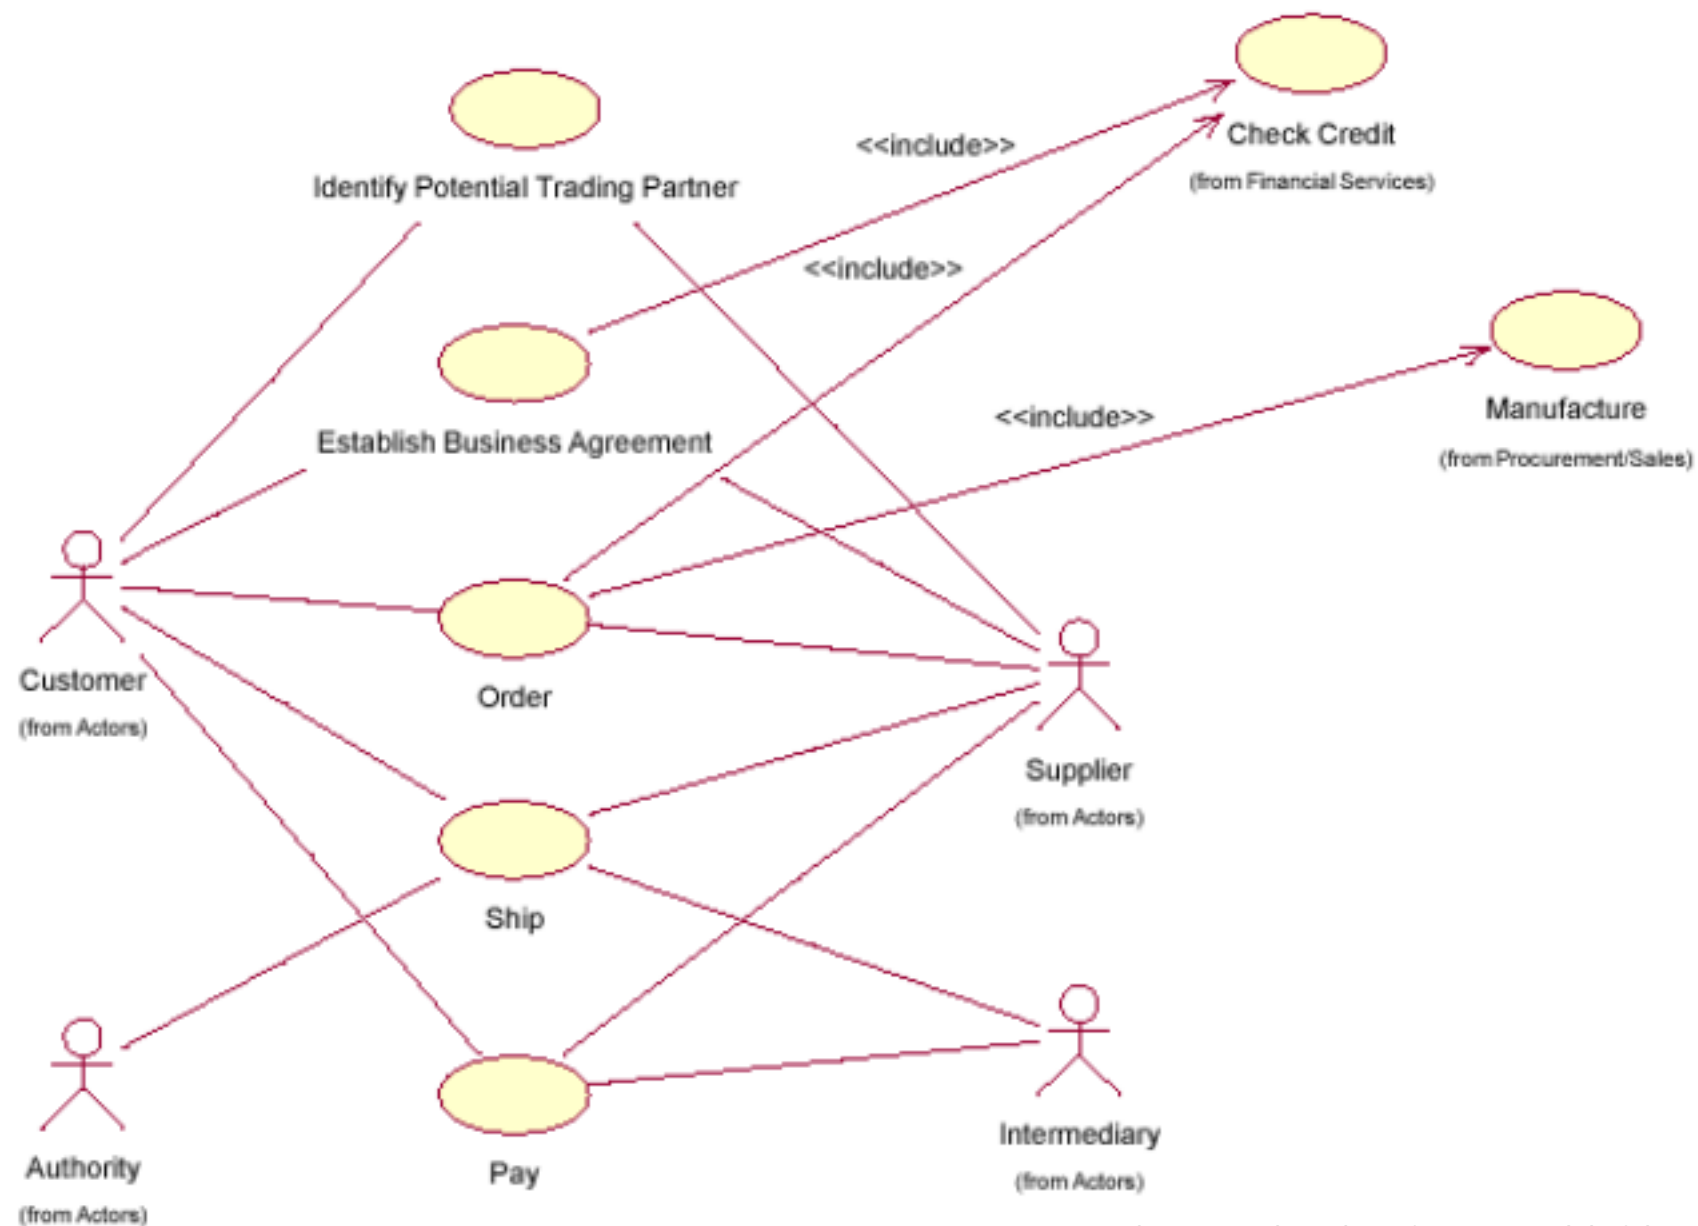 Check Credit
(from Financial Services)
<<include>>
Identify Potential Trading Partner
<<include>>
Manufacture
(from Procurement/Sales)
<<include>>
Establish Business Agreement
Customer
(from Actors)
Order
Supplier
(from Actors)
Ship
Intermediary
(from Actors)
Authority
(from Actors)
Pay